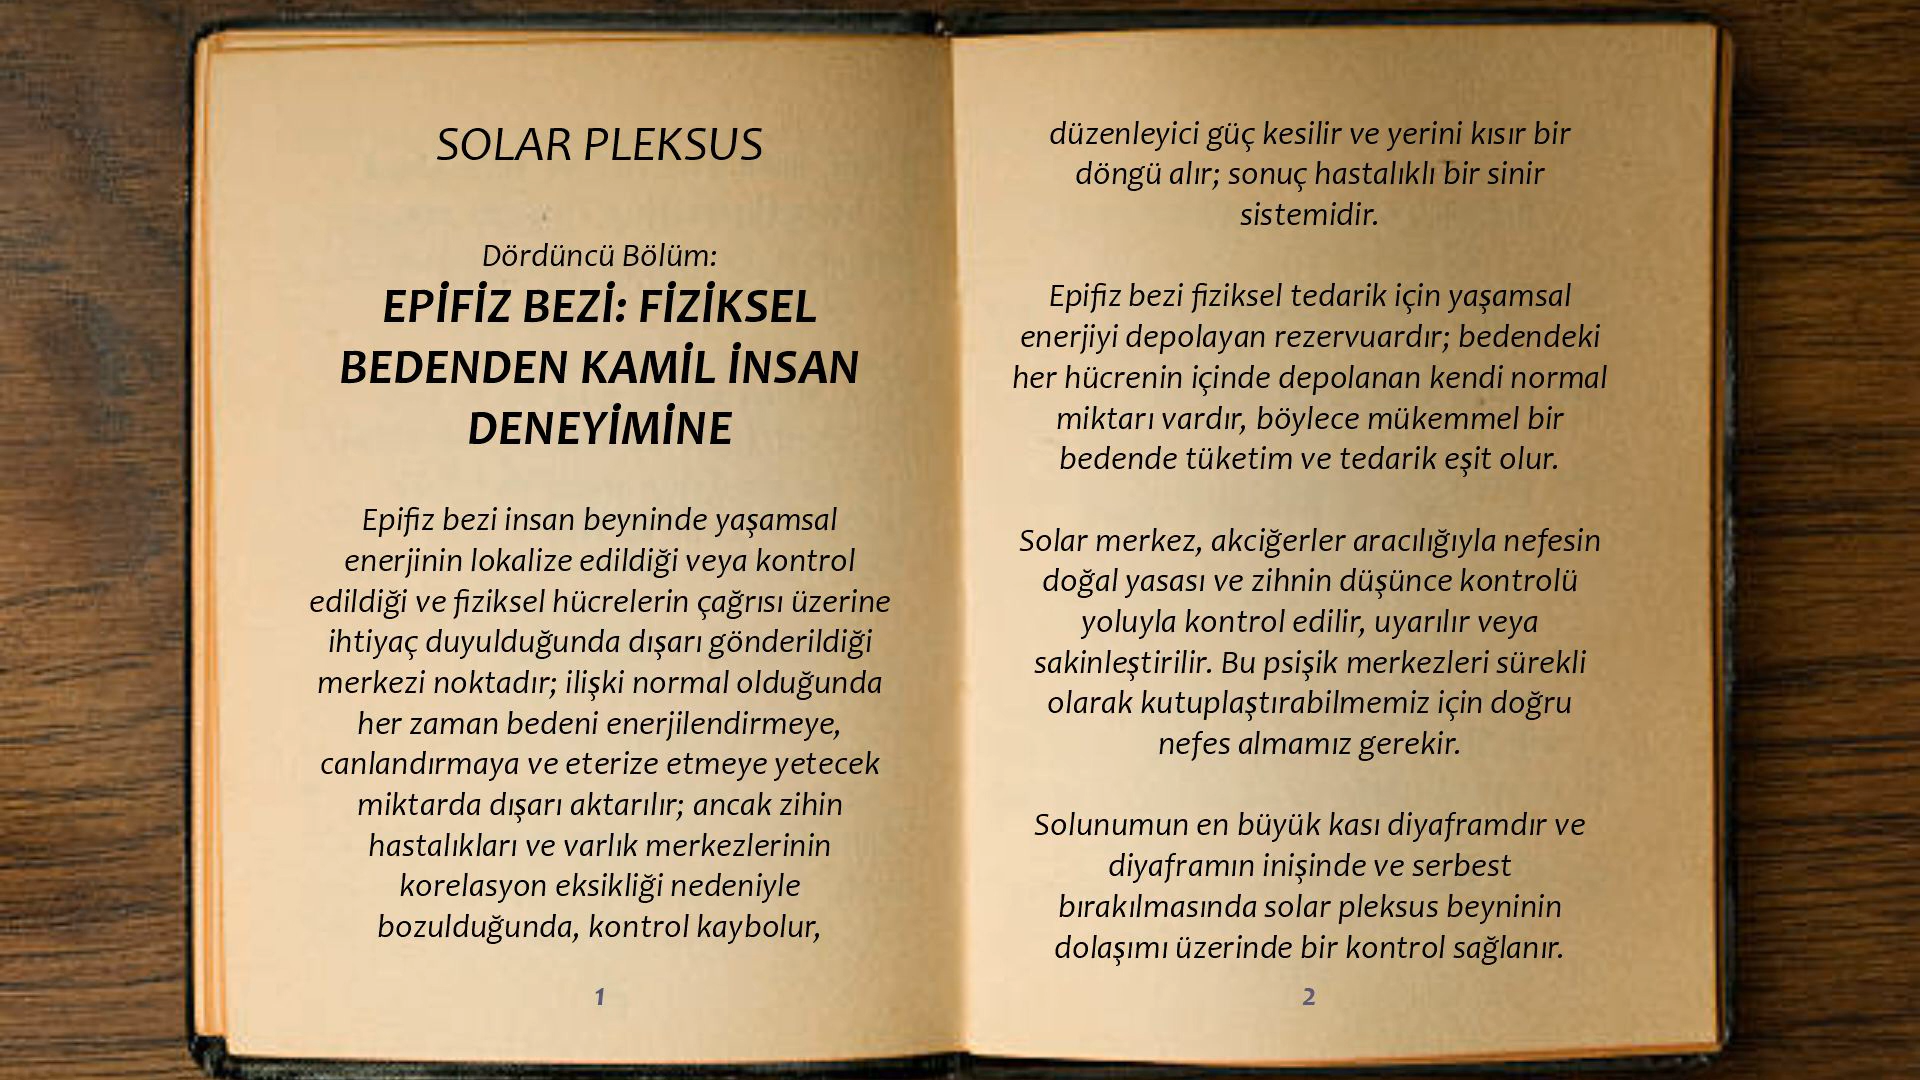 SOLAR PLEKSUS
Dördüncü Bölüm:
EPİFİZ BEZİ: FİZİKSEL
BEDENDEN KAMİL İNSAN
DENEYİMİNE
Epifiz bezi insan beyninde yaşamsal
enerjinin lokalize edildiği veya kontrol
edildiği ve fiziksel hücrelerin çağrısı üzerine
ihtiyaç duyulduğunda dışarı gönderildiği
merkezi noktadır; ilişki normal olduğunda
her zaman bedeni enerjilendirmeye,
canlandırmaya ve eterize etmeye yetecek
miktarda dışarı aktarılır; ancak zihin
hastalıkları ve varlık merkezlerinin
korelasyon eksikliği nedeniyle
bozulduğunda, kontrol kaybolur,
1
düzenleyici güç kesilir ve yerini kısır bir
döngü alır; sonuç hastalıklı bir sinir
sistemidir.
Epifiz bezi fiziksel tedarik için yaşamsal
enerjiyi depolayan rezervuardır; bedendeki
her hücrenin içinde depolanan kendi normal
miktarı vardır, böylece mükemmel bir
bedende tüketim ve tedarik eşit olur.
Solar merkez, akciğerler aracılığıyla nefesin
doğal yasası ve zihnin düşünce kontrolü
yoluyla kontrol edilir, uyarılır veya
sakinleştirilir. Bu psişik merkezleri sürekli
olarak kutuplaştırabilmemiz için doğru
nefes almamız gerekir.
Solunumun en büyük kası diyaframdır ve
diyaframın inişinde ve serbest
bırakılmasında solar pleksus beyninin
dolaşımı üzerinde bir kontrol sağlanır.
2